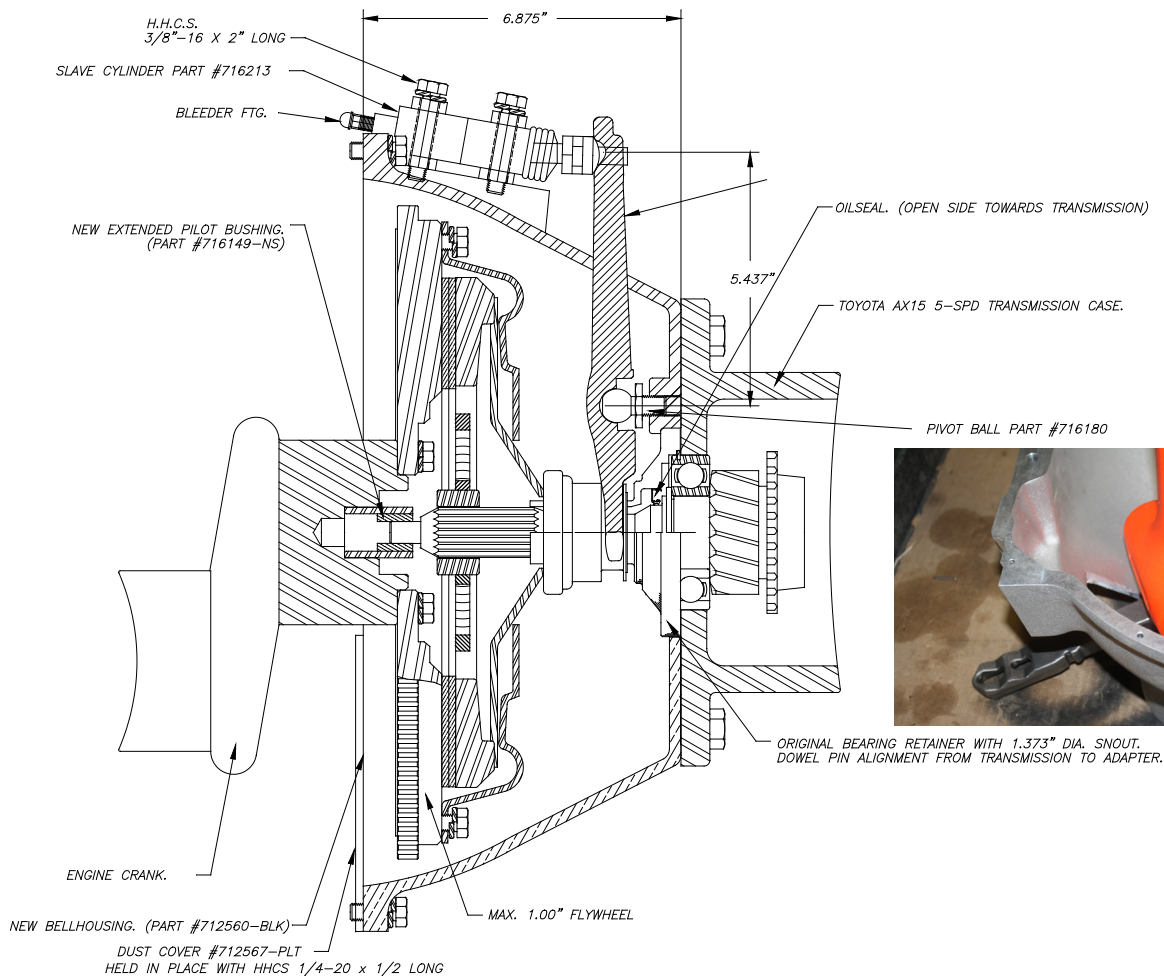 6.875"
H.H.C.S.
3/8"-16 X 2" LONG
SLAVE CYLINDER PART #716213
BLEEDER FTG.
OILSEAL. (OPEN SIDE TOWARDS TRANSMISSION)
NEW EXTENDED PILOT BUSHING.
(PART #716149-NS)
5.437"
TOYOTA AX15 5-SPD TRANSMISSION CASE.
PIVOT BALL PART #716180
ORIGINAL BEARING RETAINER WITH 1.373" DIA. SNOUT.
DOWEL PIN ALIGNMENT FROM TRANSMISSION TO ADAPTER.
ENGINE CRANK.
MAX. 1.00" FLYWHEEL
NEW BELLHOUSING. (PART #712560-BLK)
DUST COVER #712567-PLT
HELD IN PLACE WITH HHCS 1/4-20 x 1/2 LONG